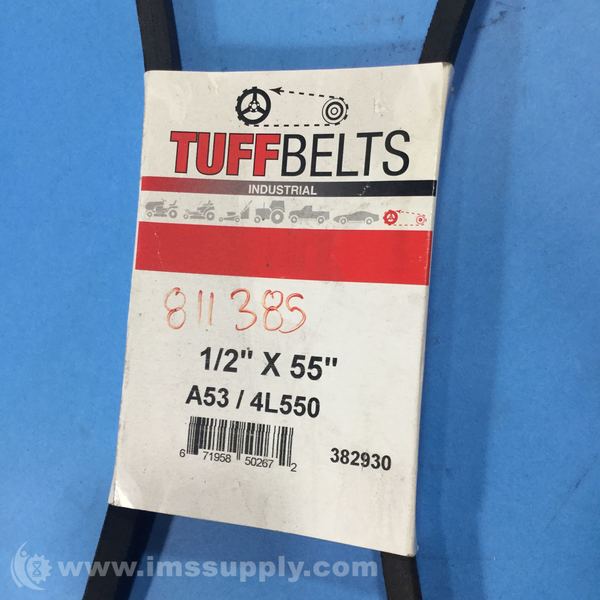 TUFFBELTS
INDUSTRIAL
811385
1/2" X 55"
A53 / 4L550
6 71958 50267 2
382930
© www.imssupply.com